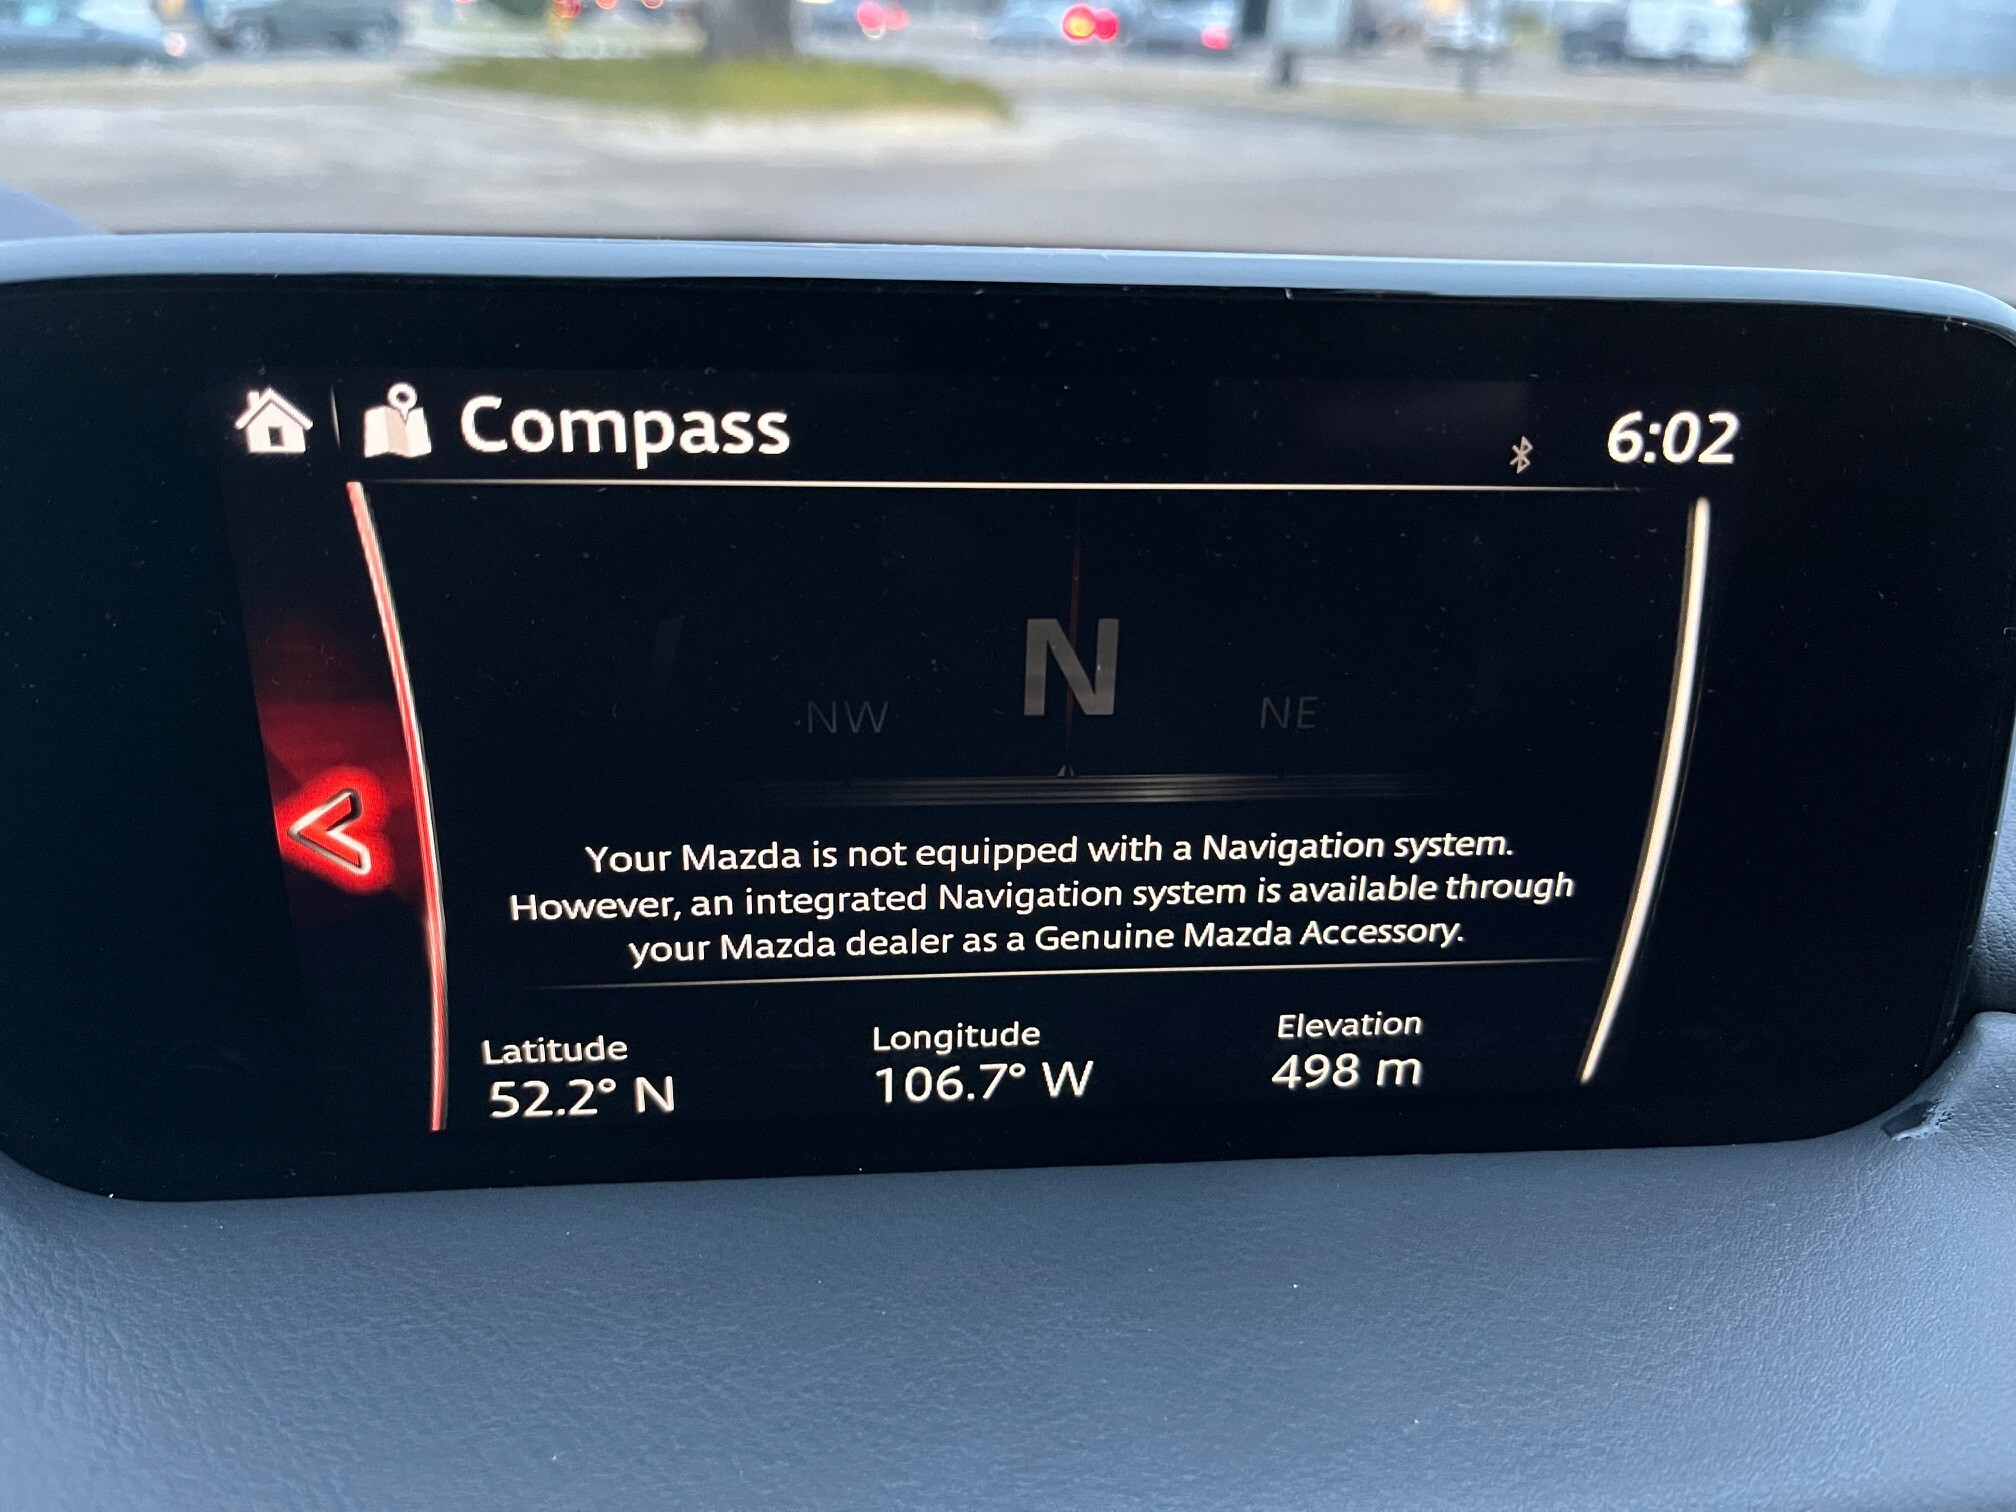 Compass
6:02
N
NW
NE
Your Mazda is not equipped with a Navigation system.
However, an integrated Navigation system is available through
your Mazda dealer as a Genuine Mazda Accessory.
Latitude
52.2° N
Longitude
106.7° W
Elevation
498 m